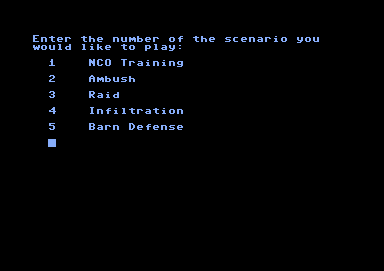 Enter the number of the scenario you
would like to play:
1 NCO Training
2 Ambush
3 Raid
4 Infiltration
5 Barn Defense